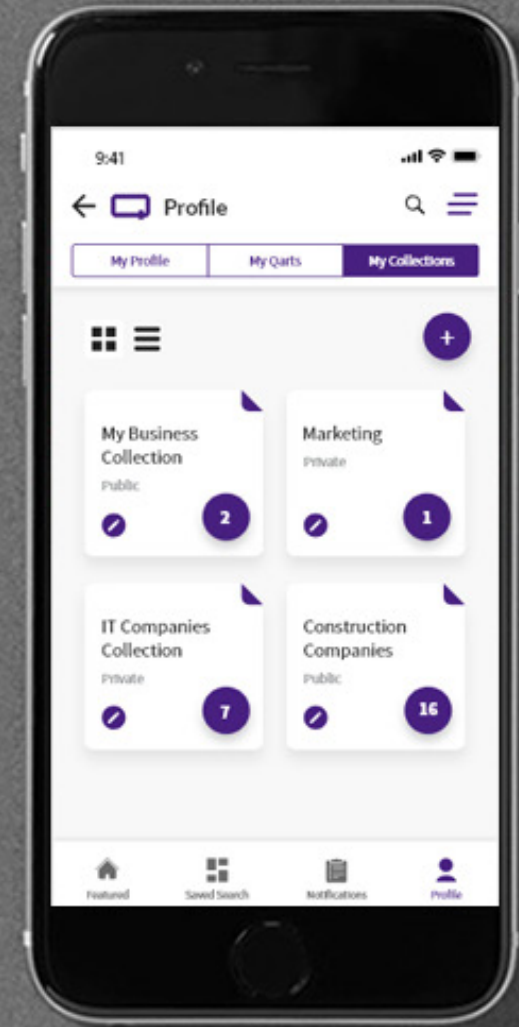 9:41
Profile
My Profile
My Qarts
My Collections
+
My Business
Collection
Public
2
Marketing
Private
1
IT Companies
Collection
Private
7
Construction
Companies
Public
16
Featured
Saved Search
Notifications
Profile